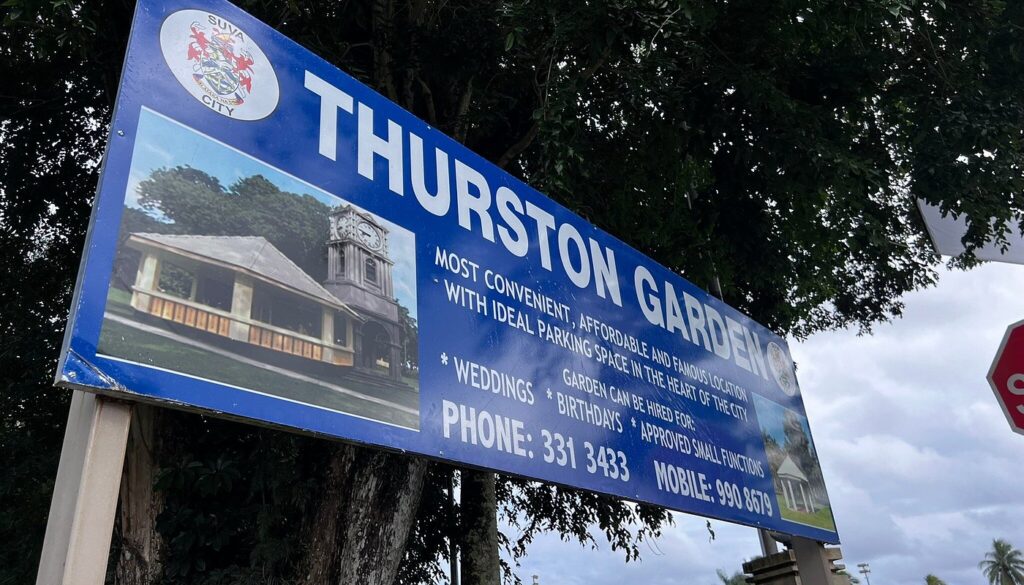 SUVA
CITY
THURSTON GARDEN
MOST CONVENIENT, AFFORDABLE AND FAMOUS LOCATION
- WITH IDEAL PARKING SPACE IN THE HEART OF THE CITY
GARDEN CAN BE HIRED FOR:
* WEDDINGS * BIRTHDAYS * APPROVED SMALL FUNCTIONS
PHONE: 331 3433 MOBILE: 990 8679
S